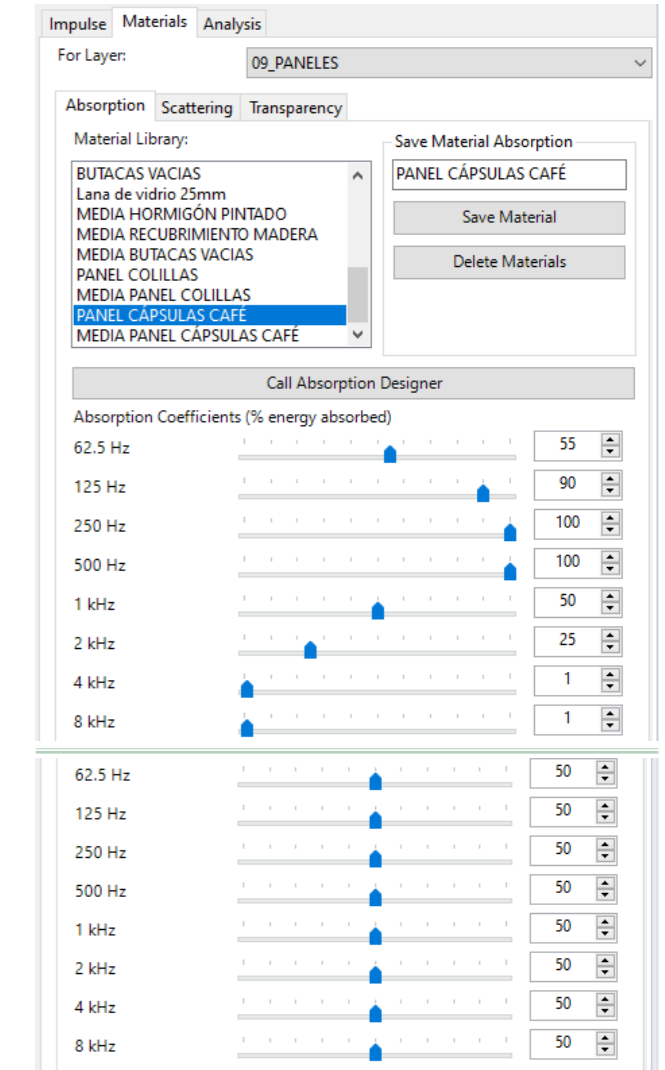 Impulse Materials Analysis
For Layer: 09_PANELES
Absorption Scattering Transparency
Material Library:
BUTACAS VACIAS
Lana de vidrio 25mm
MEDIA HORMIGÓN PINTADO
MEDIA RECUBRIMIENTO MADERA
MEDIA BUTACAS VACIAS
PANEL COLILLAS
MEDIA PANEL COLILLAS
PANEL CÁPSULAS CAFÉ
MEDIA PANEL CÁPSULAS CAFÉ
Save Material Absorption
PANEL CÁPSULAS CAFÉ
Save Material
Delete Materials
Call Absorption Designer
Absorption Coefficients (% energy absorbed)
62.5 Hz 55
125 Hz 90
250 Hz 100
500 Hz 100
1 kHz 50
2 kHz 25
4 kHz 1
8 kHz 1
62.5 Hz 50
125 Hz 50
250 Hz 50
500 Hz 50
1 kHz 50
2 kHz 50
4 kHz 50
8 kHz 50